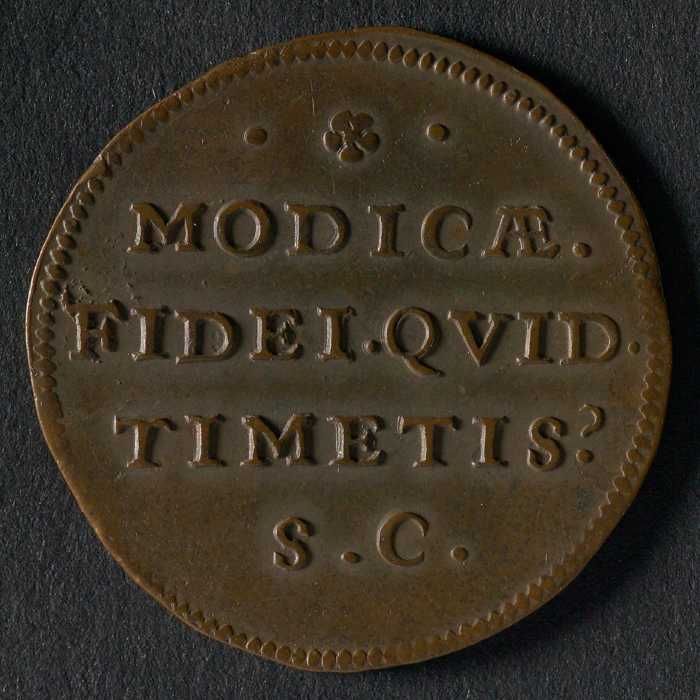 MODICÆ.
FIDEI·QVID·
TIMETIS?
S·C·